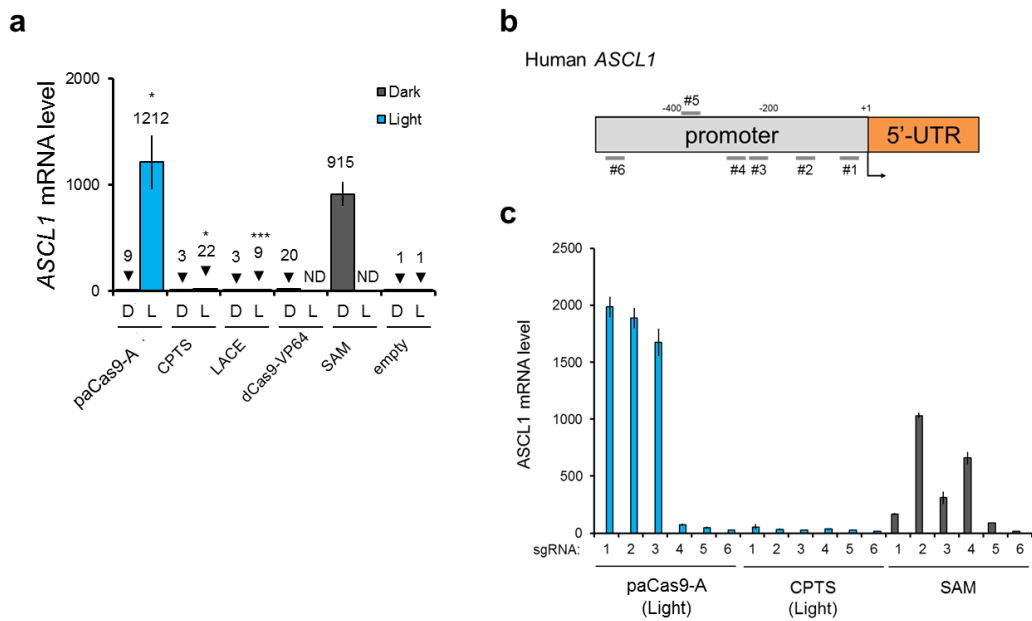 a
2000
1000
0
ASCL1 mRNA level
Dark
Light
*
1212
9
3
*
22
3
***
9
20
ND
915
ND
1
1
D L D L D L D L D L D L
paCas9-A
CPTS
LACE
dCas9-VP64
SAM
empty
b
Human ASCL1
-400
-200
+1
#5
promoter
5’-UTR
#6
#4
#3
#2
#1
c
ASCL1 mRNA level
2500
2000
1500
1000
500
0
sgRNA: 1 2 3 4 5 6 1 2 3 4 5 6 1 2 3 4 5 6
paCas9-A
(Light)
CPTS
(Light)
SAM